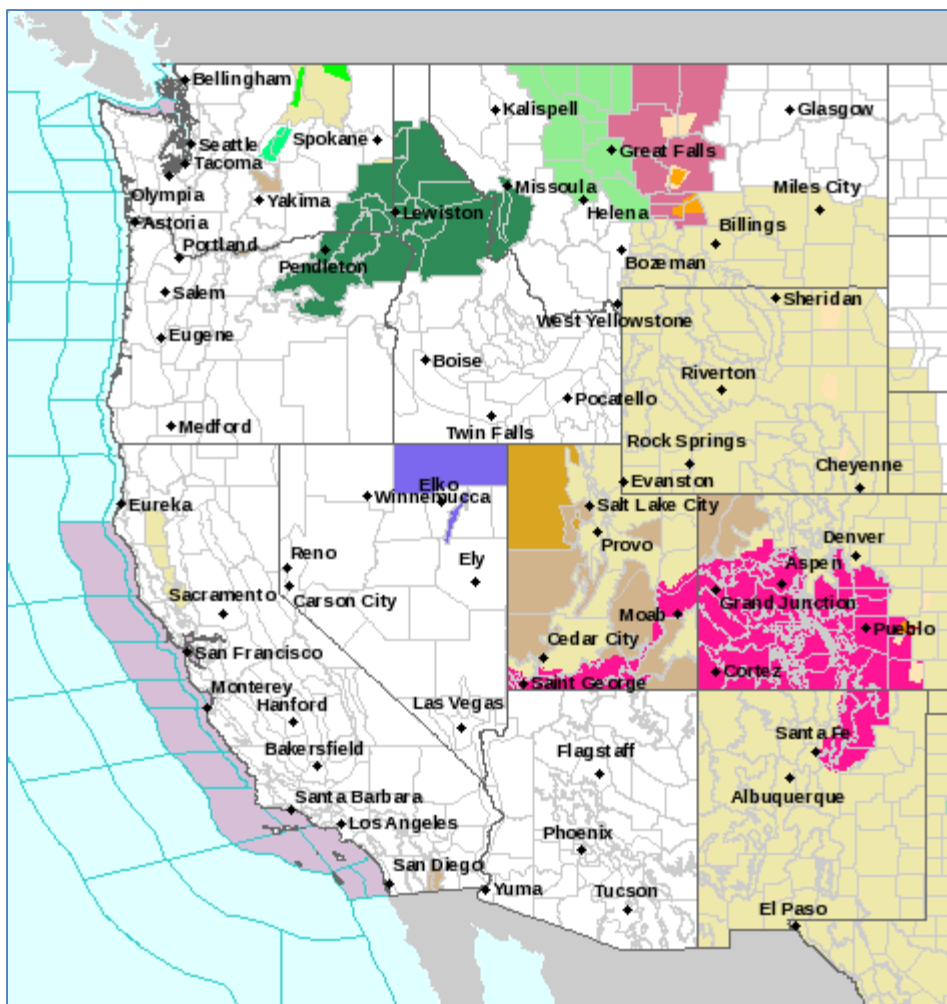 Bellingham
Kalispell
Glasgow
Seattle
Spokane
Great Falls
Tacoma
Olympia
Missoula
Miles City
Yakima
Lewiston
Helena
Astoria
Billings
Portland
Pendleton
Bozeman
Salem
Sheridan
West Yellowstone
Eugene
Boise
Riverton
Pocatello
Medford
Twin Falls
Rock Springs
Cheyenne
Elko
Evanston
Eureka
Winnemucca
Salt Lake City
Provo
Denver
Reno
Ely
Aspen
Sacramento
Carson City
Moab
Grand Junction
Pueblo
San Francisco
Cedar City
Saint George
Cortez
Monterey
Hanford
Las Vegas
Bakersfield
Flagstaff
Santa Fe
Albuquerque
Santa Barbara
Los Angeles
Phoenix
San Diego
Yuma
Tucson
El Paso